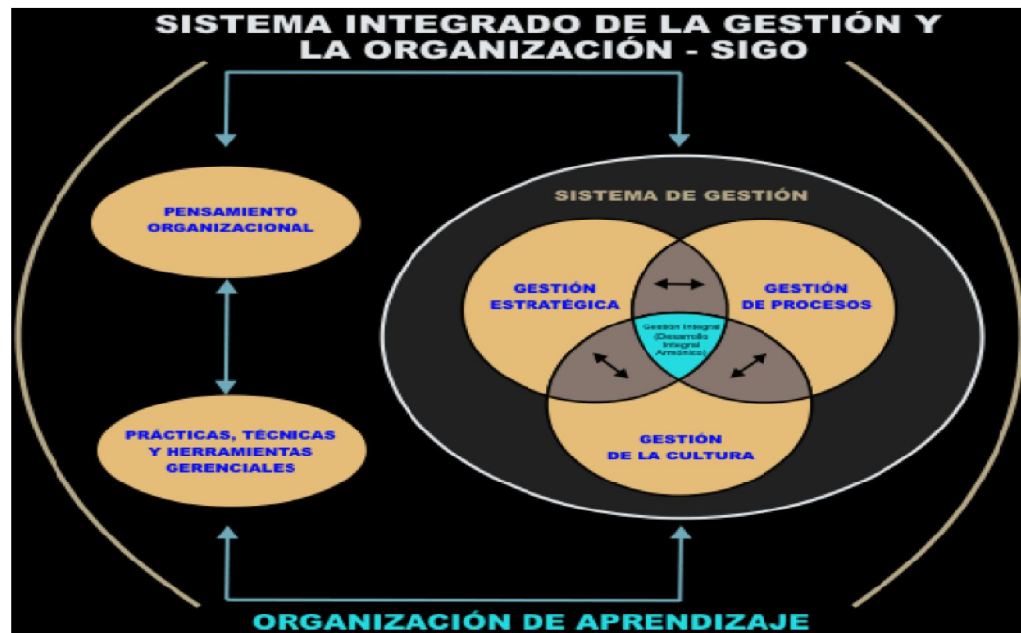 SISTEMA INTEGRADO DE LA GESTIÓN Y
LA ORGANIZACIÓN - SIGO
PENSAMIENTO
ORGANIZACIONAL
PRÁCTICAS, TÉCNICAS
Y HERRAMIENTAS
GERENCIALES
SISTEMA DE GESTIÓN
GESTIÓN
ESTRATÉGICA
GESTIÓN
DE PROCESOS
Gestión Integral
(Desarrollo
Integral
Armónico)
GESTIÓN
DE LA CULTURA
ORGANIZACIÓN DE APRENDIZAJE